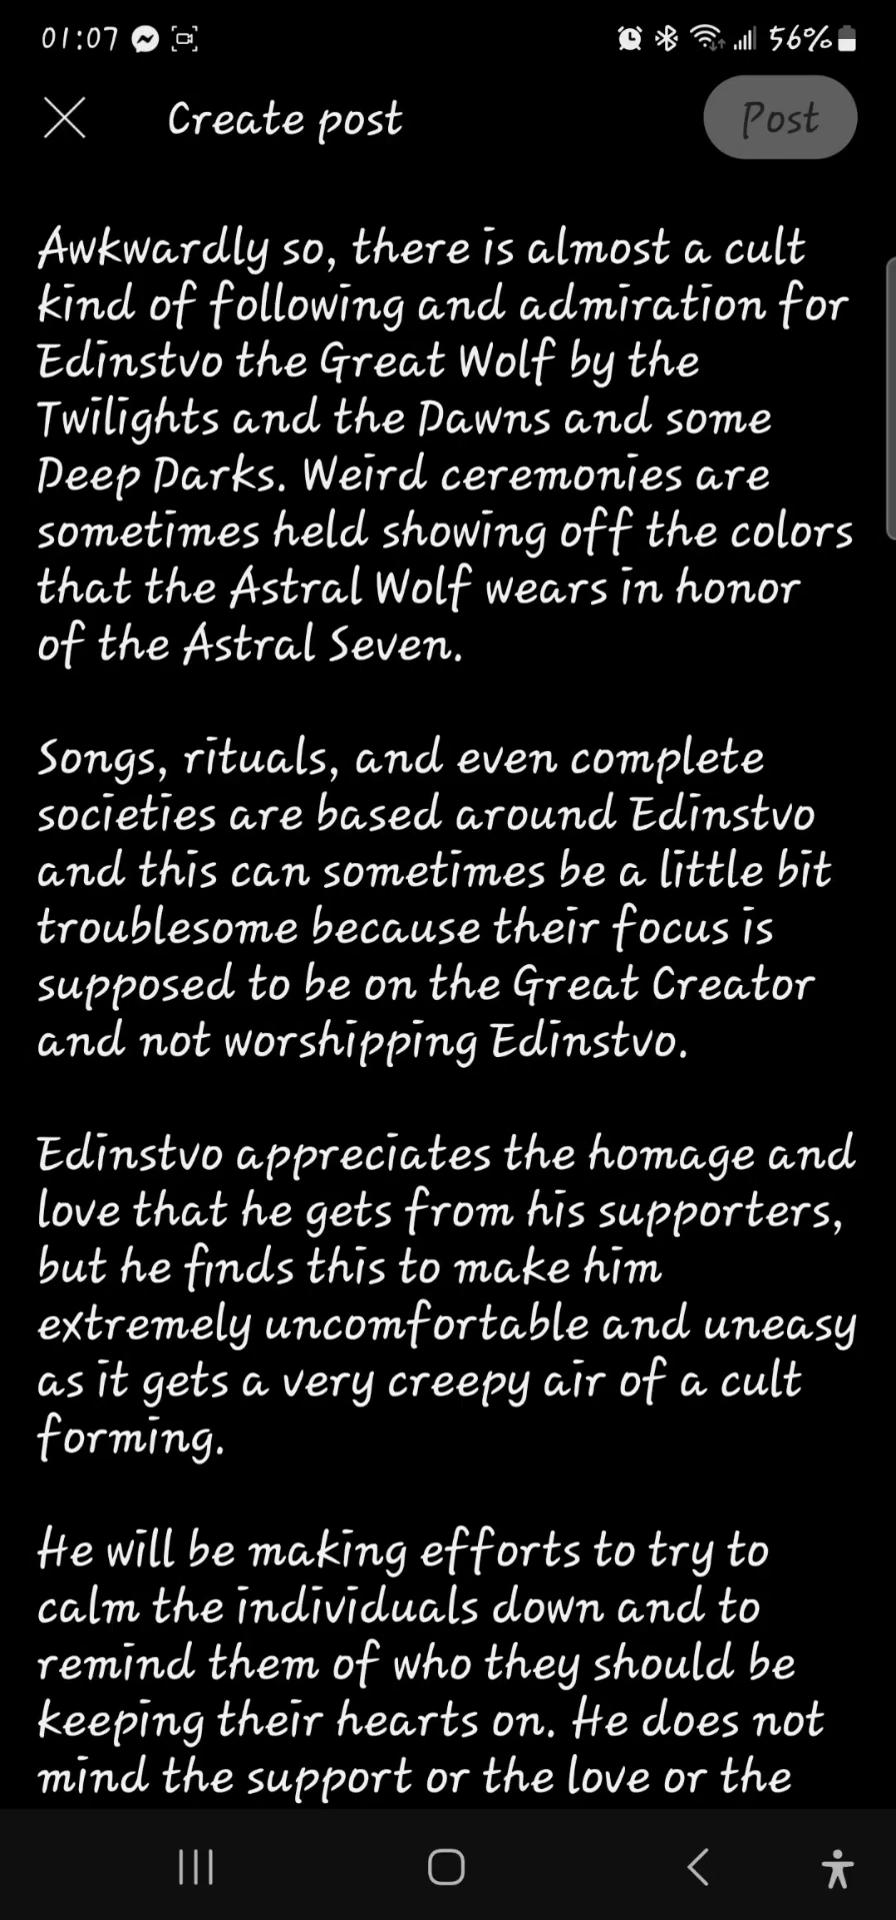 01:07
56%
Create post
Post
Awkwardly so, there is almost a cult
kind of following and admiration for
Edinstvo the Great Wolf by the
Twilights and the Dawns and some
Deep Darks. Weird ceremonies are
sometimes held showing off the colors
that the Astral Wolf wears in honor
of the Astral Seven.
Songs, rituals, and even complete
societies are based around Edinstvo
and this can sometimes be a little bit
troublesome because their focus is
supposed to be on the Great Creator
and not worshipping Edinstvo.
Edinstvo appreciates the homage and
love that he gets from his supporters,
but he finds this to make him
extremely uncomfortable and uneasy
as it gets a very creepy air of a cult
forming.
He will be making efforts to try to
calm the individuals down and to
remind them of who they should be
keeping their hearts on. He does not
mind the support or the love or the